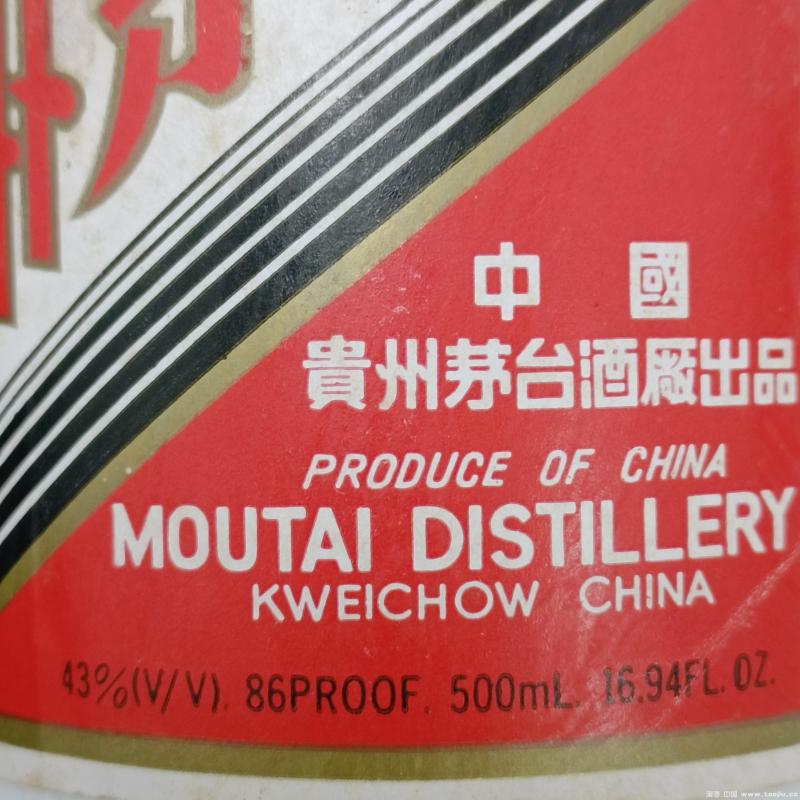 中 國
貴州茅台酒厰出品
PRODUCE OF CHINA
MOUTAI DISTILLERY
KWEICHOW CHINA
43%(V/V). 86PROOF. 500mL. 16.94FL. OZ.